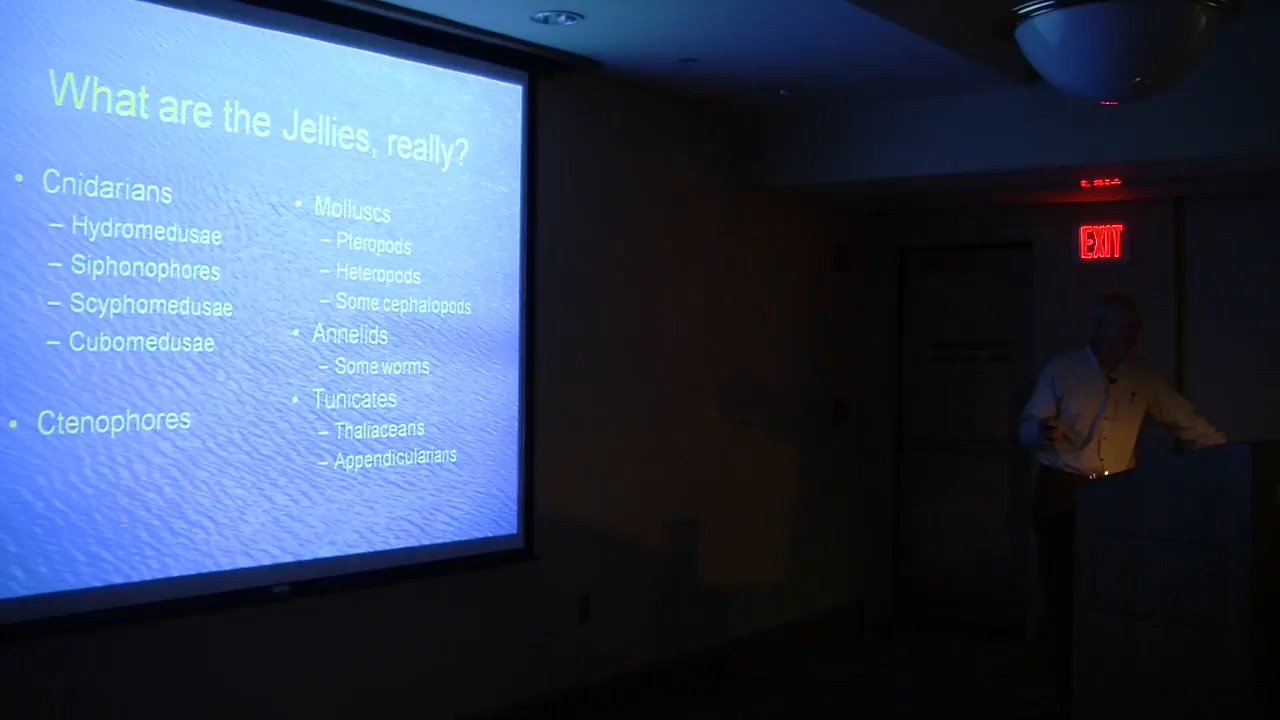 What are the Jellies, really?
• Cnidarians
– Hydromedusae
– Siphonophores
– Scyphomedusae
– Cubomedusae
• Ctenophores
• Molluscs
– Pteropods
– Heteropods
– Some cephalopods
• Annelids
– Some worms
• Tunicates
– Thaliaceans
– Appendicularians
EXIT